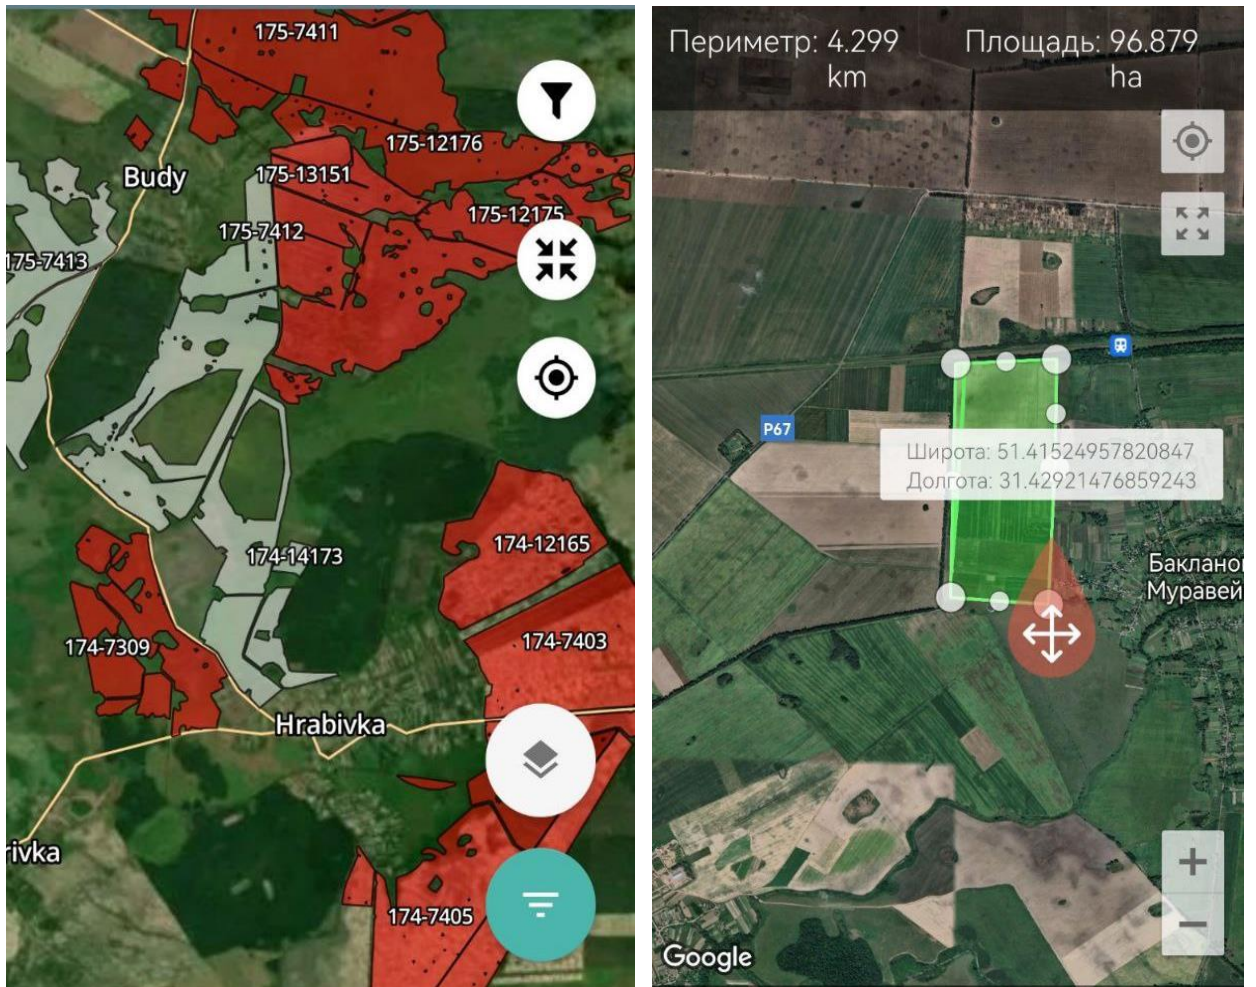 175-7411
175-12176
Budy
175-13151
175-12175
175-7412
175-7413
174-14173
174-12165
174-7309
174-7403
Hrabivka
rivka
174-7405
Периметр: 4.299
km
Площадь: 96.879
ha
P67
Широта: 51.41524957820847
Долгота: 31.42921476859243
Бакланов
Муравей
Google